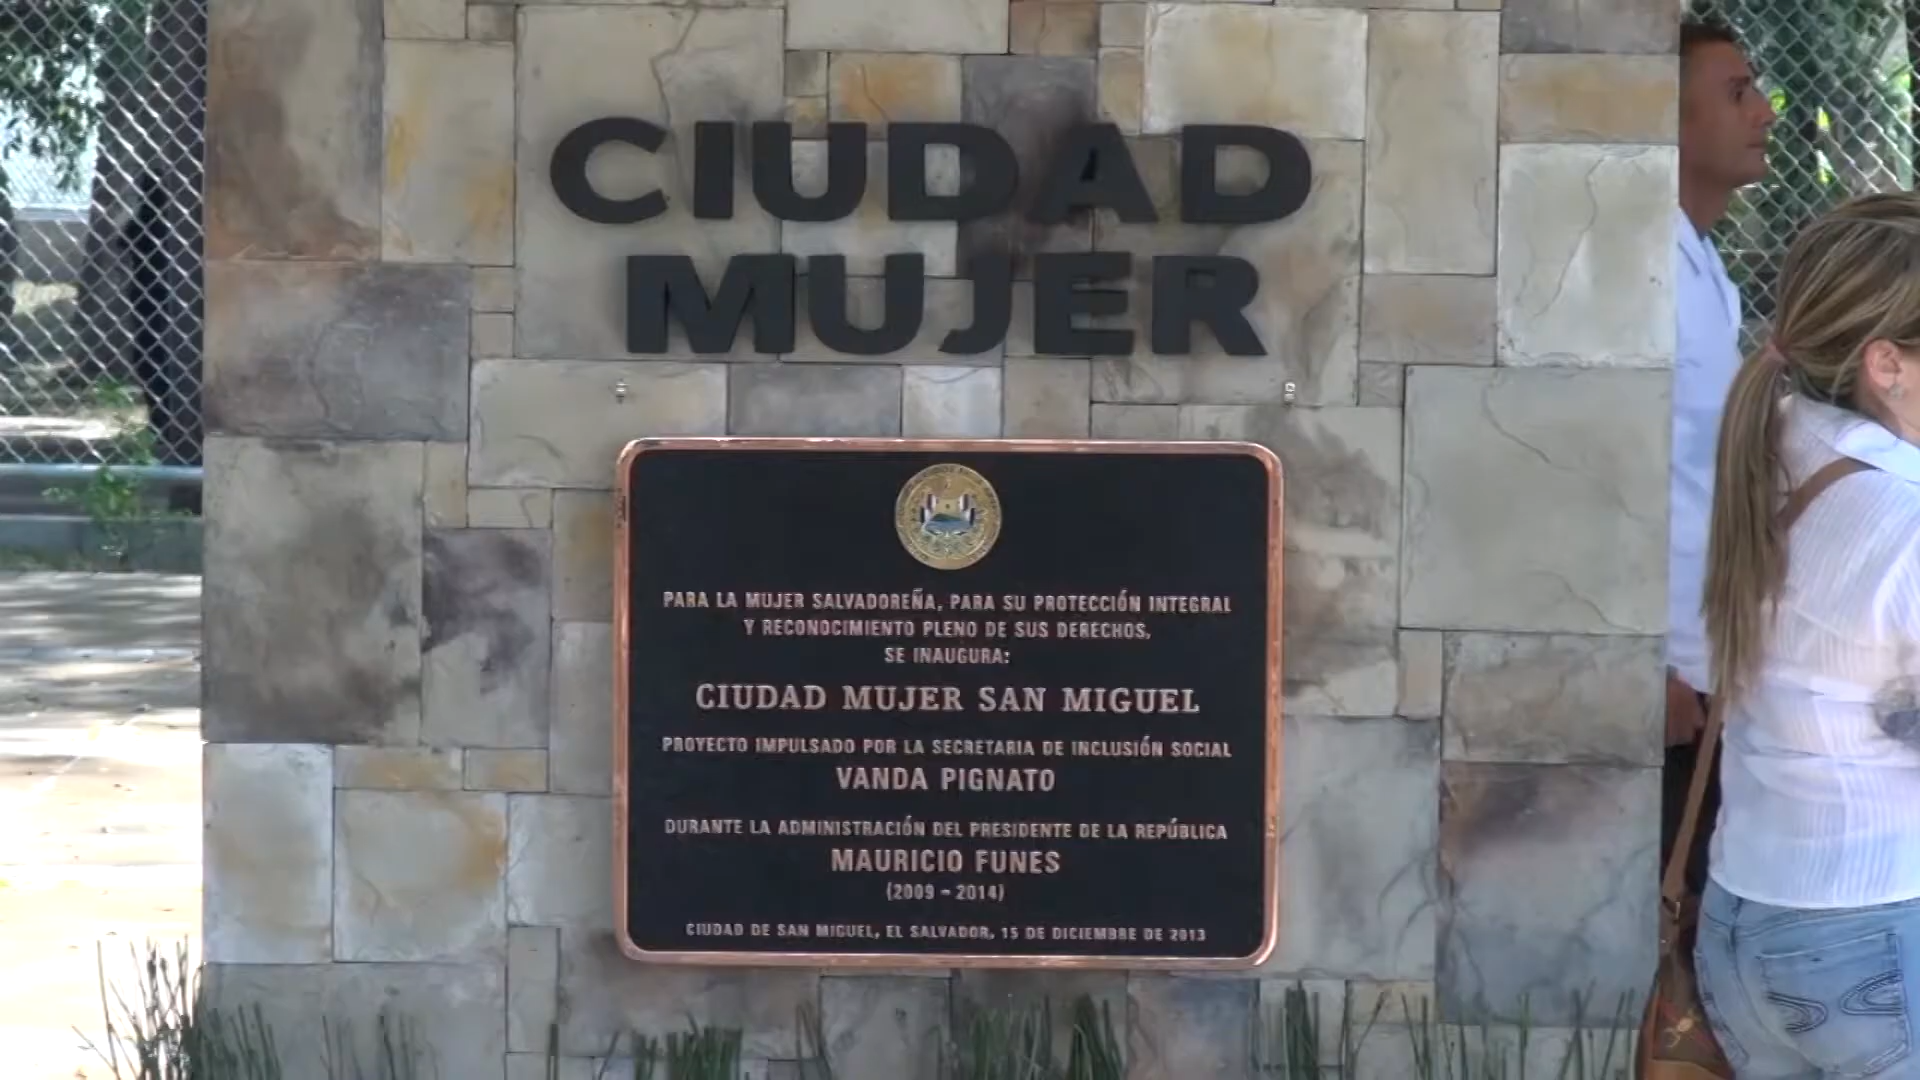 CIUDAD
MUJER
PARA LA MUJER SALVADOREÑA, PARA SU PROTECCIÓN INTEGRAL
Y RECONOCIMIENTO PLENO DE SUS DERECHOS,
SE INAUGURA:
CIUDAD MUJER SAN MIGUEL
PROYECTO IMPULSADO POR LA SECRETARIA DE INCLUSIÓN SOCIAL
VANDA PIGNATO
DURANTE LA ADMINISTRACIÓN DEL PRESIDENTE DE LA REPÚBLICA
MAURICIO FUNES
(2009 - 2014)
CIUDAD DE SAN MIGUEL, EL SALVADOR, 15 DE DICIEMBRE DE 2013